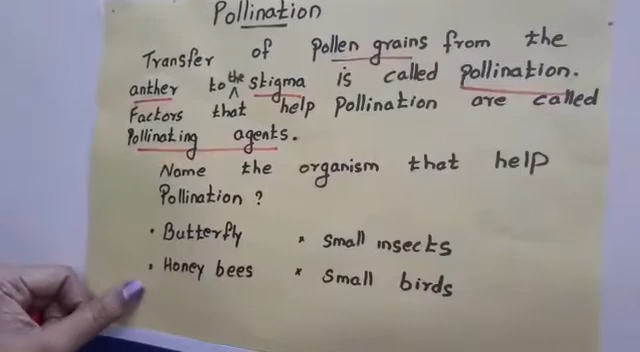 Pollination
Transfer of pollen grains from the
anther to the stigma is called pollination.
Factors that help pollination are called
Pollinating agents.
Name the organism that help
Pollination ?
• Butterfly × Small insects
• Honey bees × Small birds